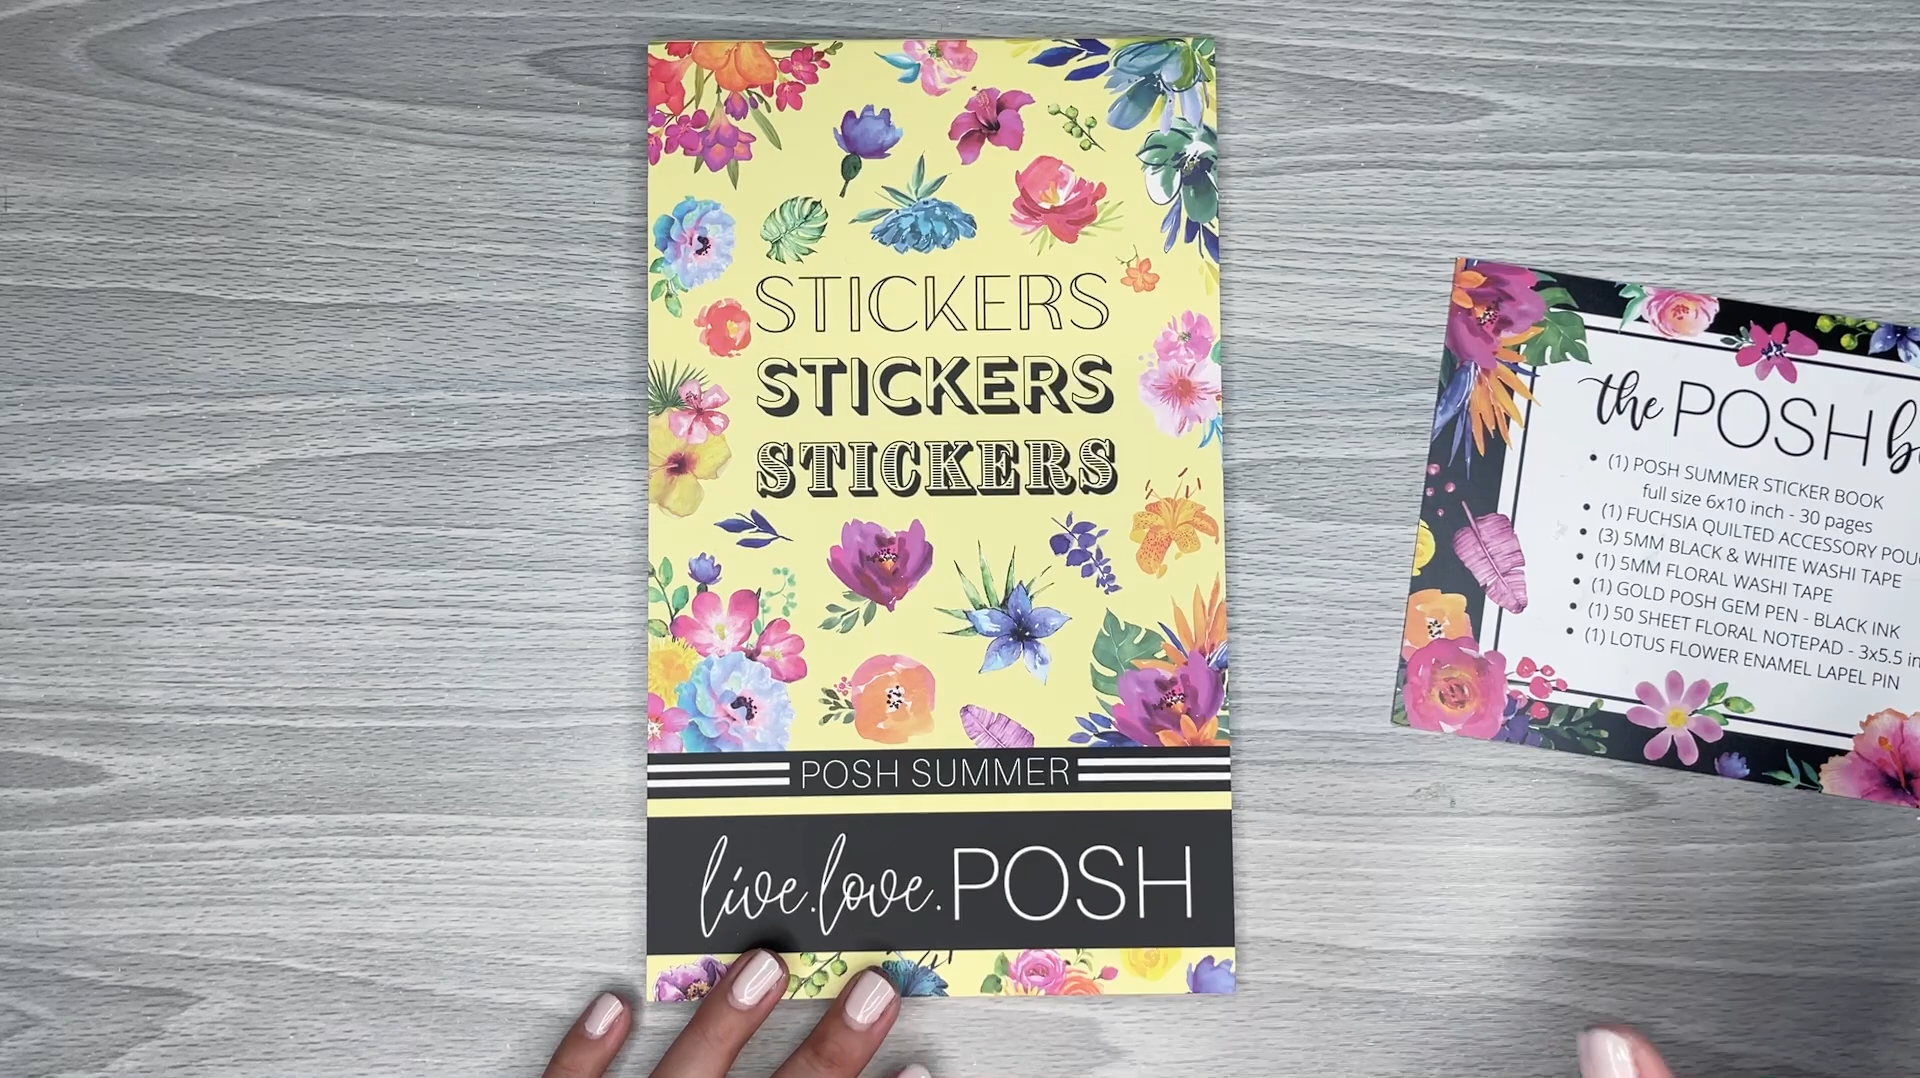 STICKERS
STICKERS
STICKERS
POSH SUMMER
live.love.POSH
the POSH
(1) POSH SUMMER STICKER BOOK
full size 6x10 inch - 30 pages
(1) FUCHSIA QUILTED ACCESSORY
(3) 5MM BLACK & WHITE WASHI TAPE
(1) 5MM FLORAL WASHI TAPE
(1) GOLD POSH GEM PEN - BLACK INK
(1) 50 SHEET FLORAL NOTEPAD - 3x5.5
(1) LOTUS FLOWER ENAMEL LAPEL PIN